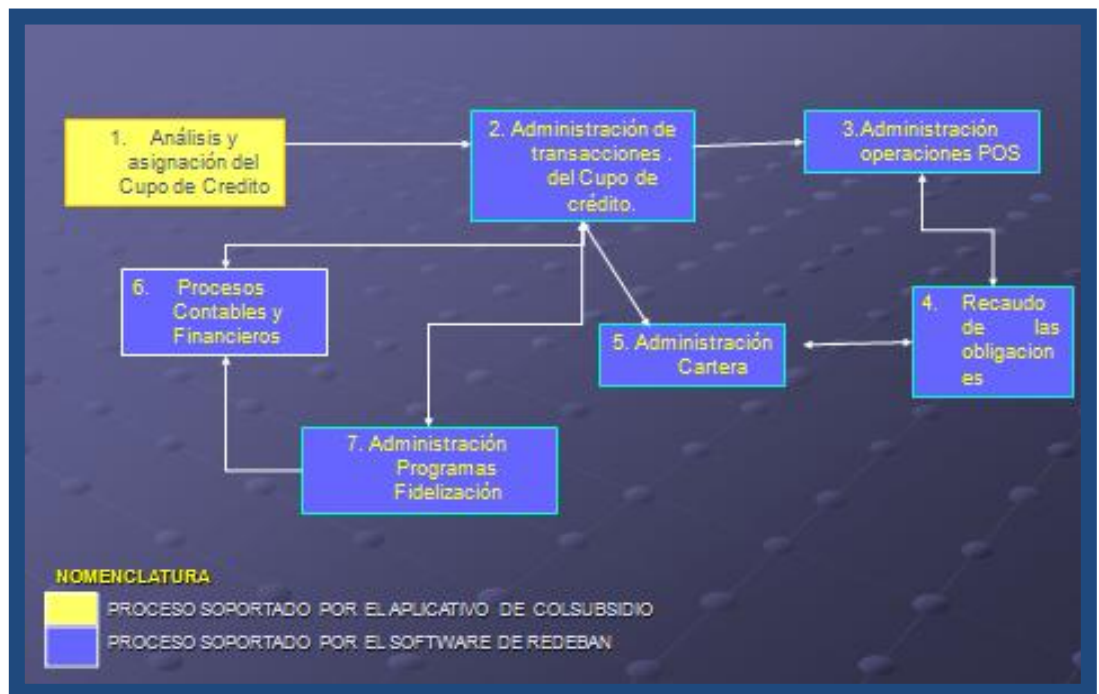 1. Análisis y
asignación del
Cupo de Credito
2. Administración de
transacciones .
del Cupo de
crédito.
3.Administración
operaciones POS
6. Procesos
Contables y
Financieros
5. Administración
Cartera
4. Recaudo
de las
obligacion
es
7. Administración
Programas
Fidelización
NOMENCLATURA
PROCESO SOPORTADO POR EL APLICATIVO DE COLSUBSIDIO
PROCESO SOPORTADO POR EL SOFTWARE DE REDEBAN